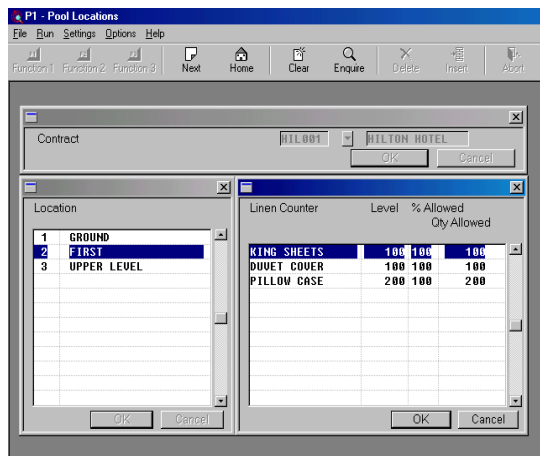 P1 - Pool Locations
File Run Settings Options Help
Function 1 Function 2 Function 3 Next Home Clear Enquire Delete Insert Abort
Contract HIL001 HILTON HOTEL
OK Cancel
Location
1 GROUND
2 FIRST
3 UPPER LEVEL
OK Cancel
Linen Counter Level % Allowed
Qty Allowed
KING SHEETS 100 100 100
DUVET COVER 100 100 100
PILLOW CASE 200 100 200
OK Cancel